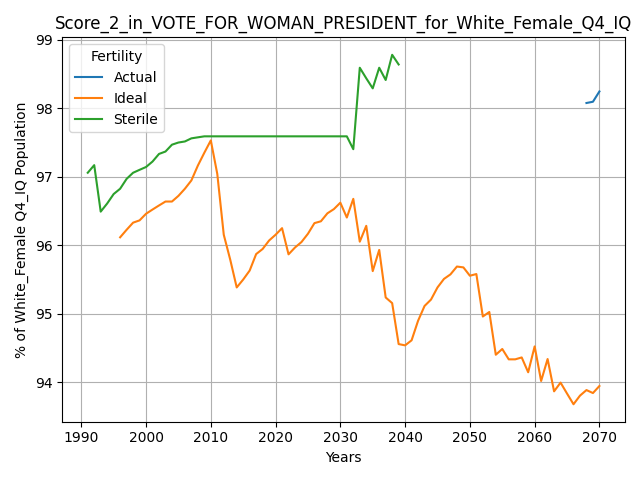 Score_2_in_VOTE_FOR_WOMAN_PRESIDENT_for_White_Female_Q4_IQ
99
98
97
96
95
94
% of White_Female Q4_IQ Population
Fertility
Actual
Ideal
Sterile
1990 2000 2010 2020 2030 2040 2050 2060 2070
Years